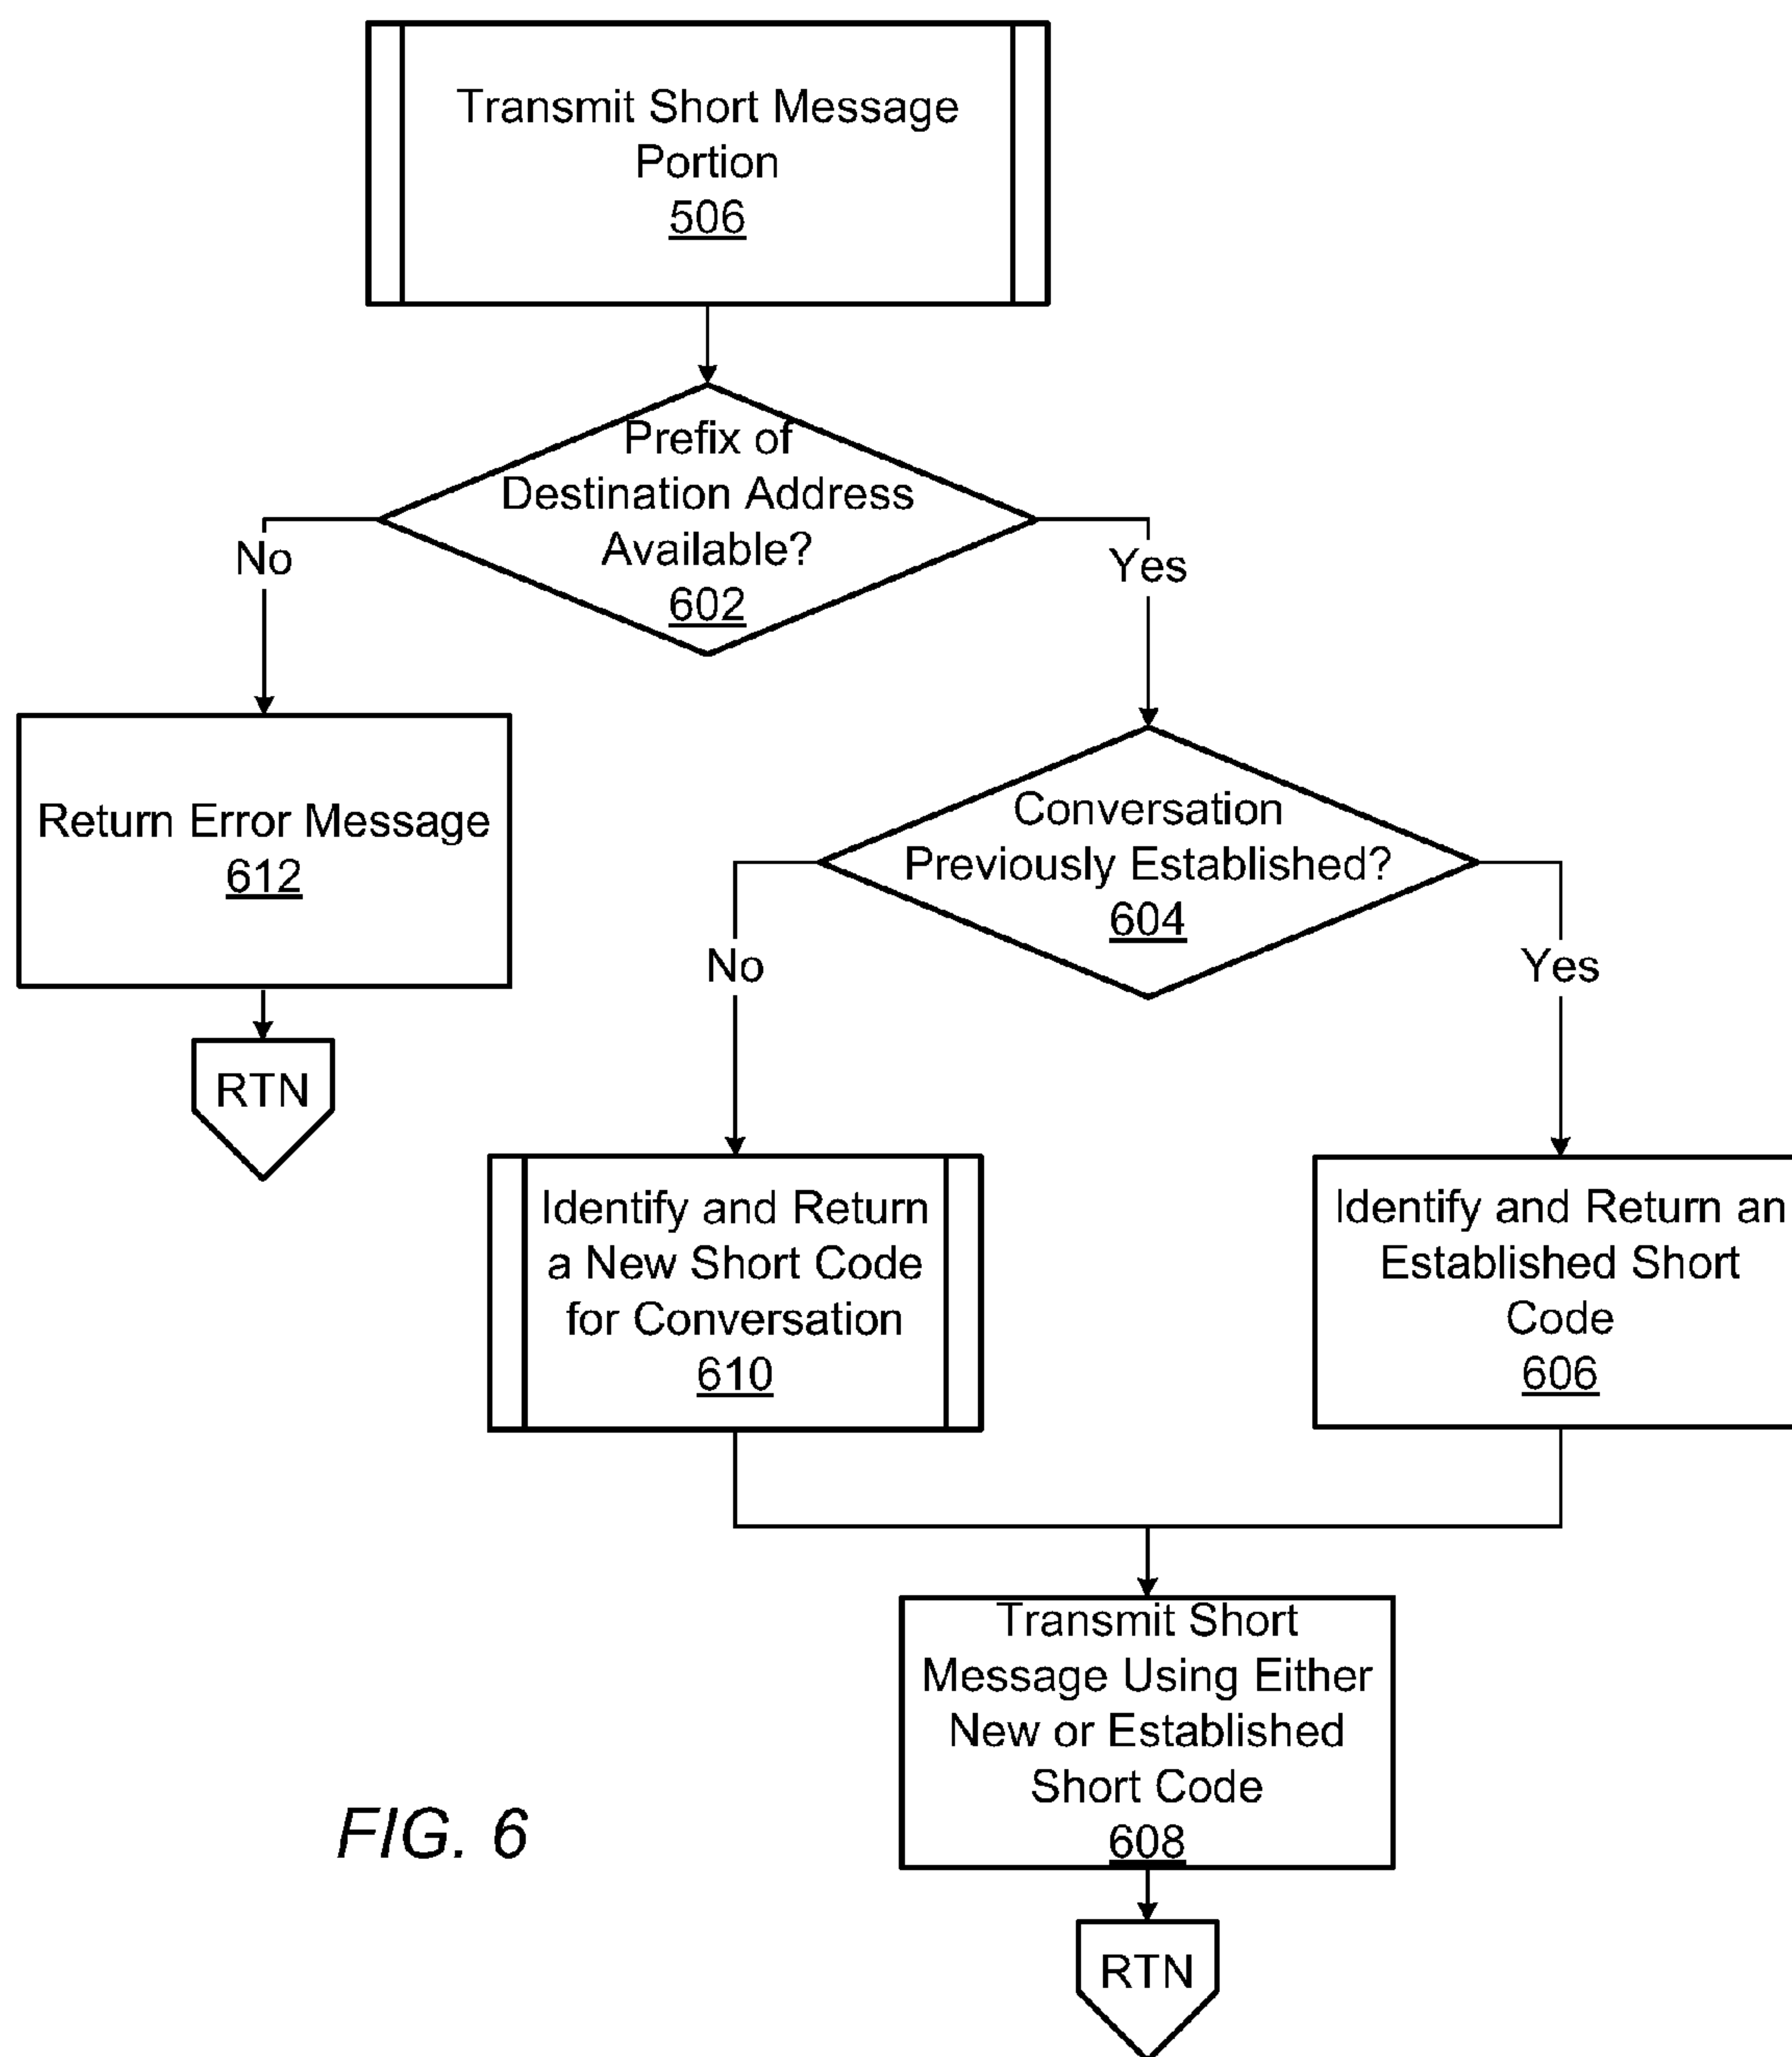 Transmit Short Message
Portion
506
Prefix of
Destination Address
Available?
602
No
Yes
Return Error Message
612
RTN
Conversation
Previously Established?
604
No
Yes
Identify and Return
a New Short Code
for Conversation
610
Identify and Return an
Established Short
Code
606
Transmit Short
Message Using Either
New or Established
Short Code
608
RTN
FIG. 6